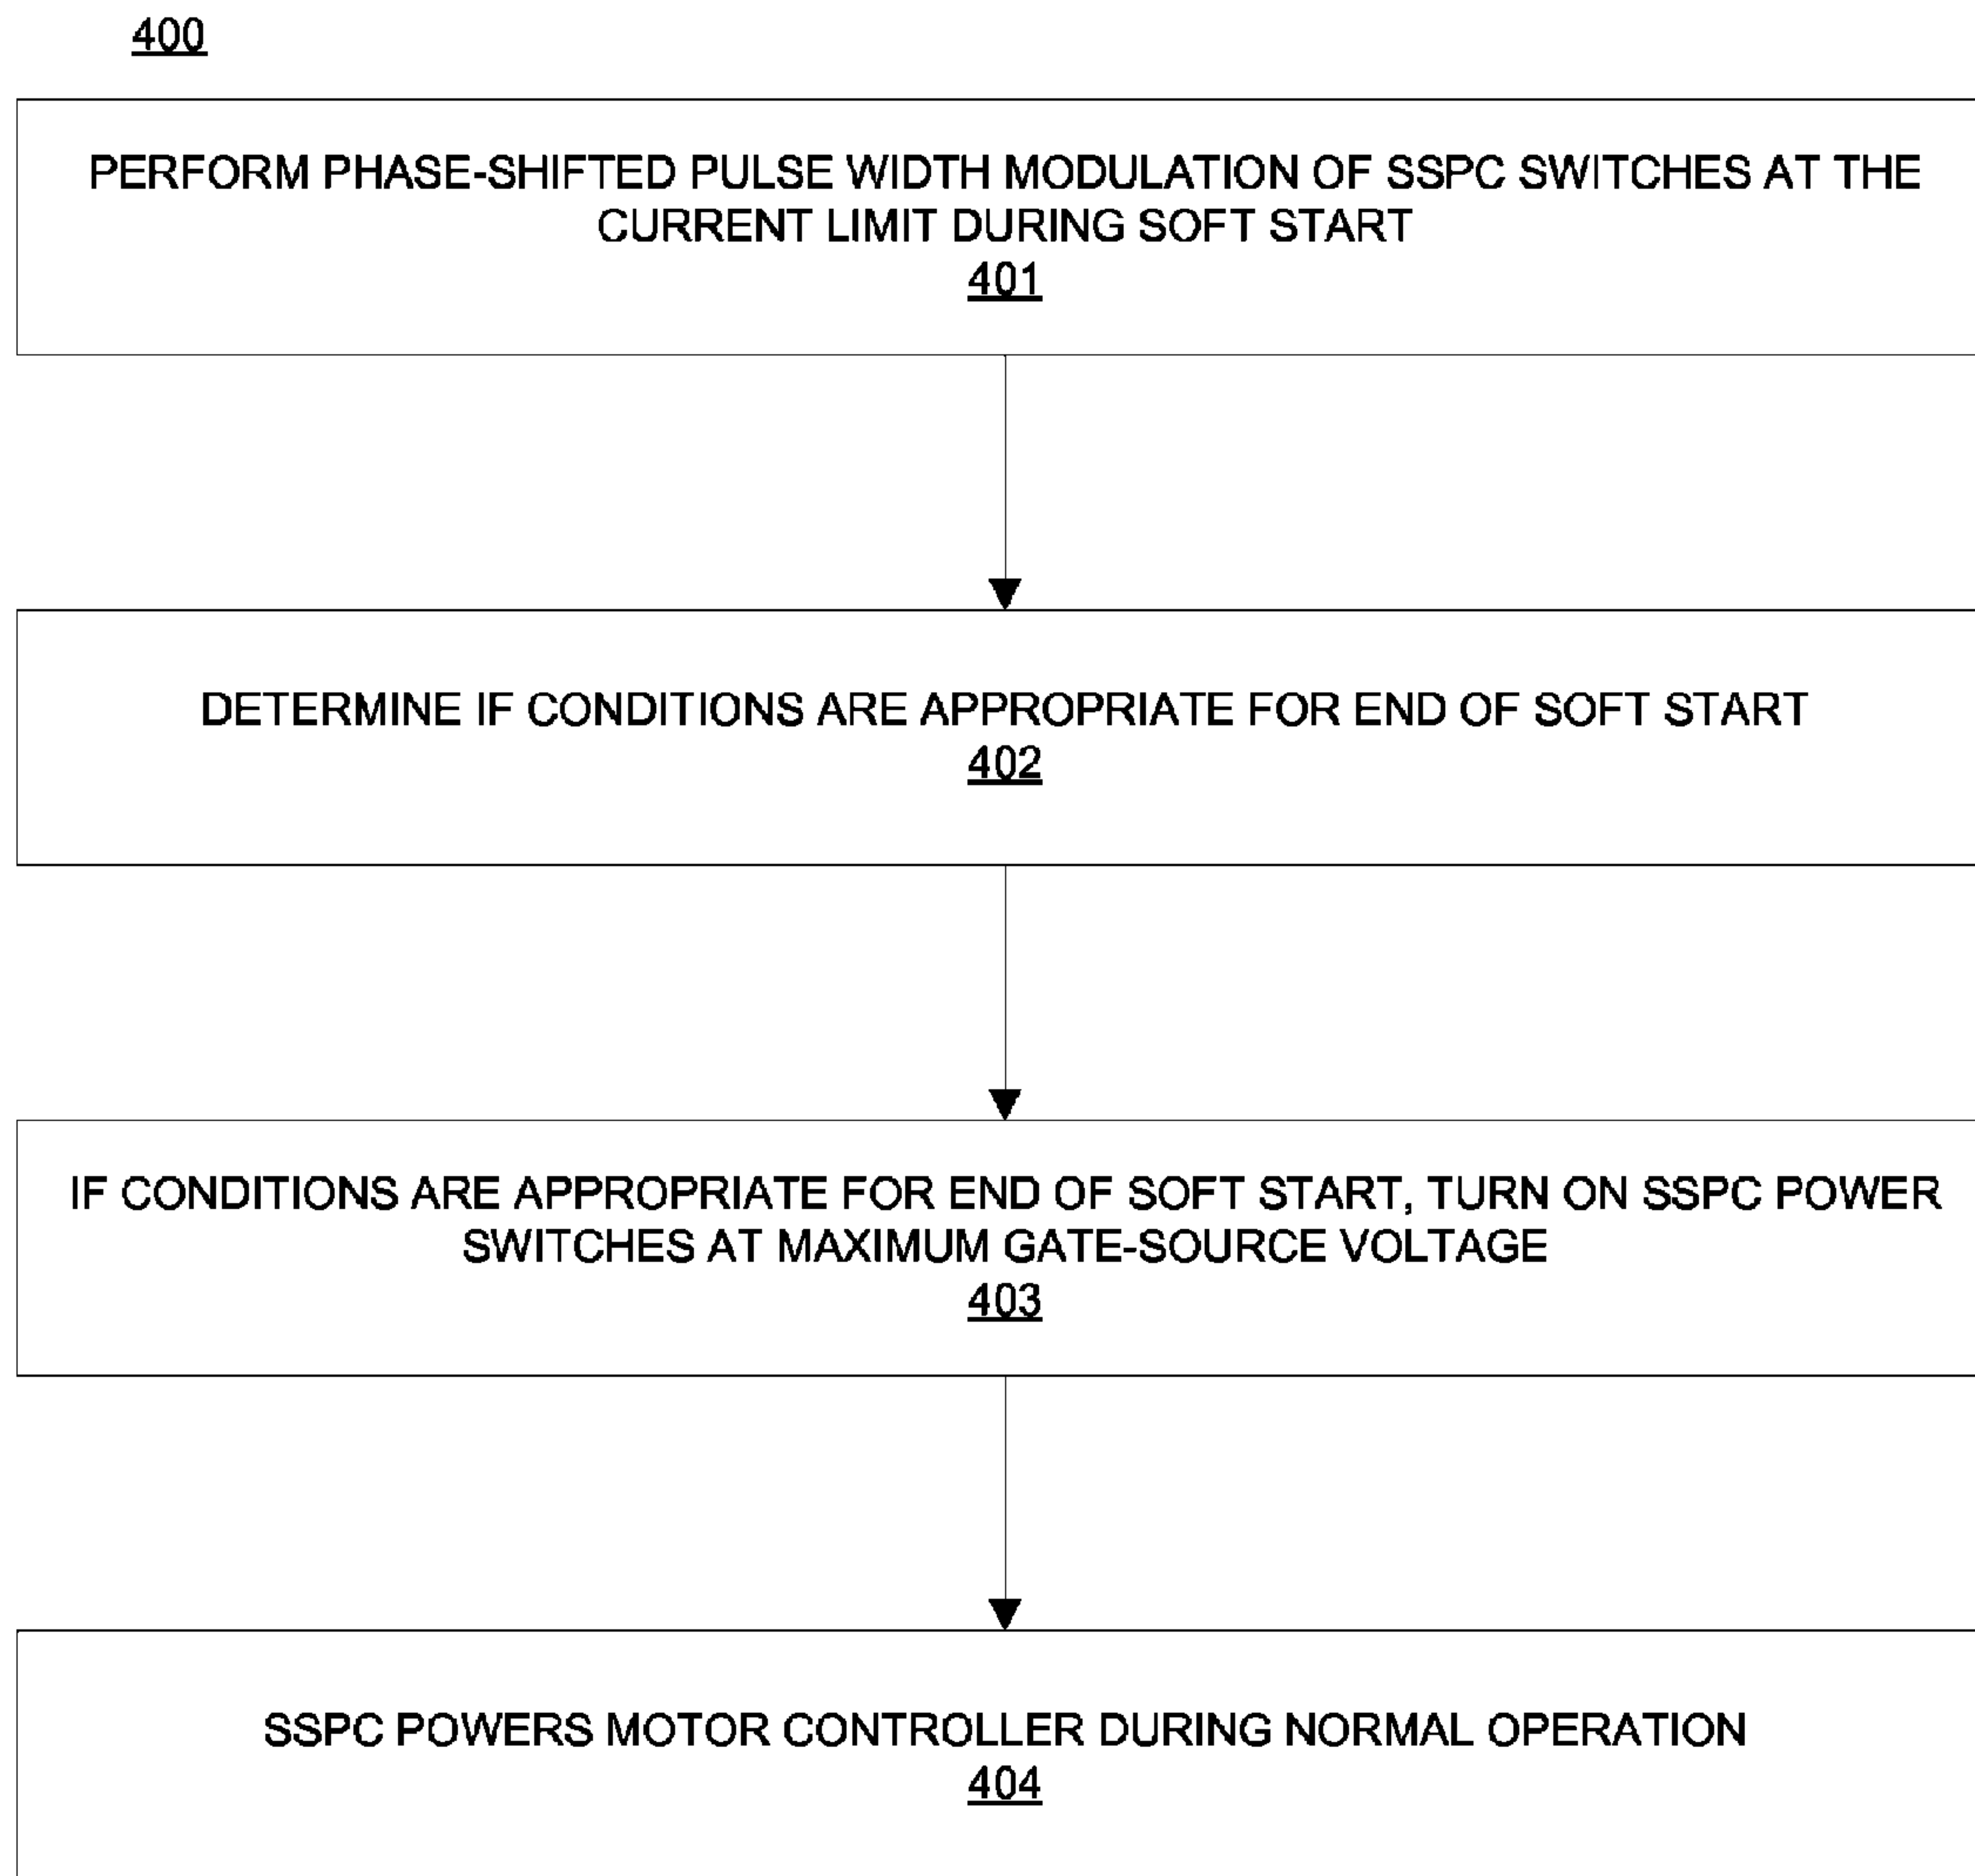 400
PERFORM PHASE-SHIFTED PULSE WIDTH MODULATION OF SSPC SWITCHES AT THE
CURRENT LIMIT DURING SOFT START
401
DETERMINE IF CONDITIONS ARE APPROPRIATE FOR END OF SOFT START
402
IF CONDITIONS ARE APPROPRIATE FOR END OF SOFT START, TURN ON SSPC POWER
SWITCHES AT MAXIMUM GATE-SOURCE VOLTAGE
403
SSPC POWERS MOTOR CONTROLLER DURING NORMAL OPERATION
404